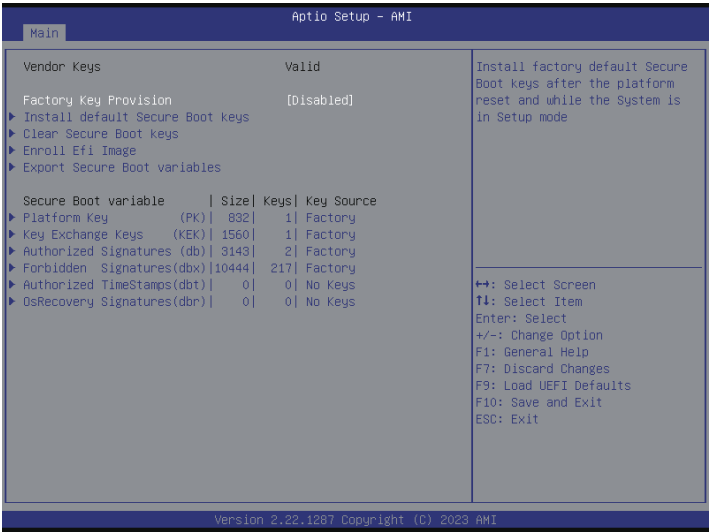 Aptio Setup – AMI
Main
Vendor Keys Valid
Factory Key Provision [Disabled]
Install default Secure Boot keys
Clear Secure Boot keys
Enroll Efi Image
Export Secure Boot variables
Secure Boot variable | Size| Keys| Key Source
Platform Key (PK)| 832| 1| Factory
Key Exchange Keys (KEK)| 1560| 1| Factory
Authorized Signatures (db)| 3143| 2| Factory
Forbidden Signatures(dbx)|10444| 217| Factory
Authorized TimeStamps(dbt)| 0| 0| No Keys
OsRecovery Signatures(dbr)| 0| 0| No Keys
Install factory default Secure
Boot keys after the platform
reset and while the System is
in Setup mode
↔: Select Screen
↑↓: Select Item
Enter: Select
+/-: Change Option
F1: General Help
F7: Discard Changes
F9: Load UEFI Defaults
F10: Save and Exit
ESC: Exit
Version 2.22.1287 Copyright (C) 2023 AMI